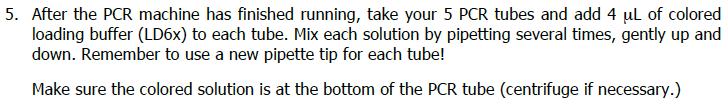 5. After the PCR machine has finished running, take your 5 PCR tubes and add 4 µL of colored
loading buffer (LD6x) to each tube. Mix each solution by pipetting several times, gently up and
down. Remember to use a new pipette tip for each tube!
Make sure the colored solution is at the bottom of the PCR tube (centrifuge if necessary.)